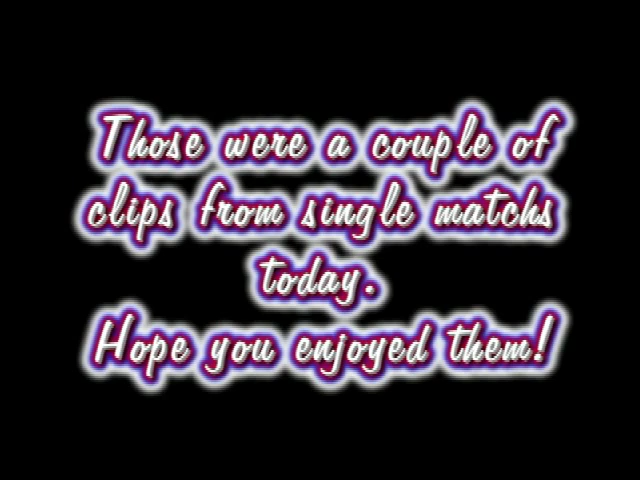 Those were a couple of
clips from single matchs
today.
Hope you enjoyed them!